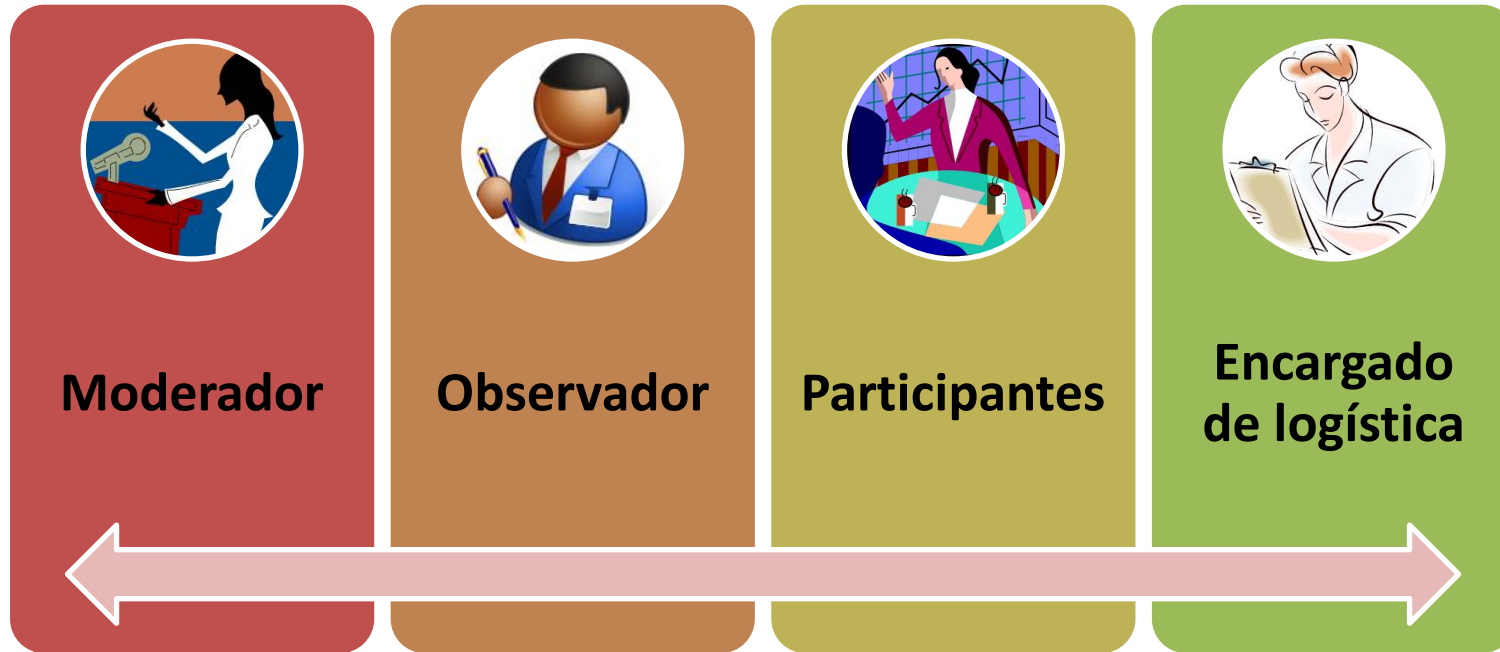 Moderador
Observador
Participantes
Encargado
de logística